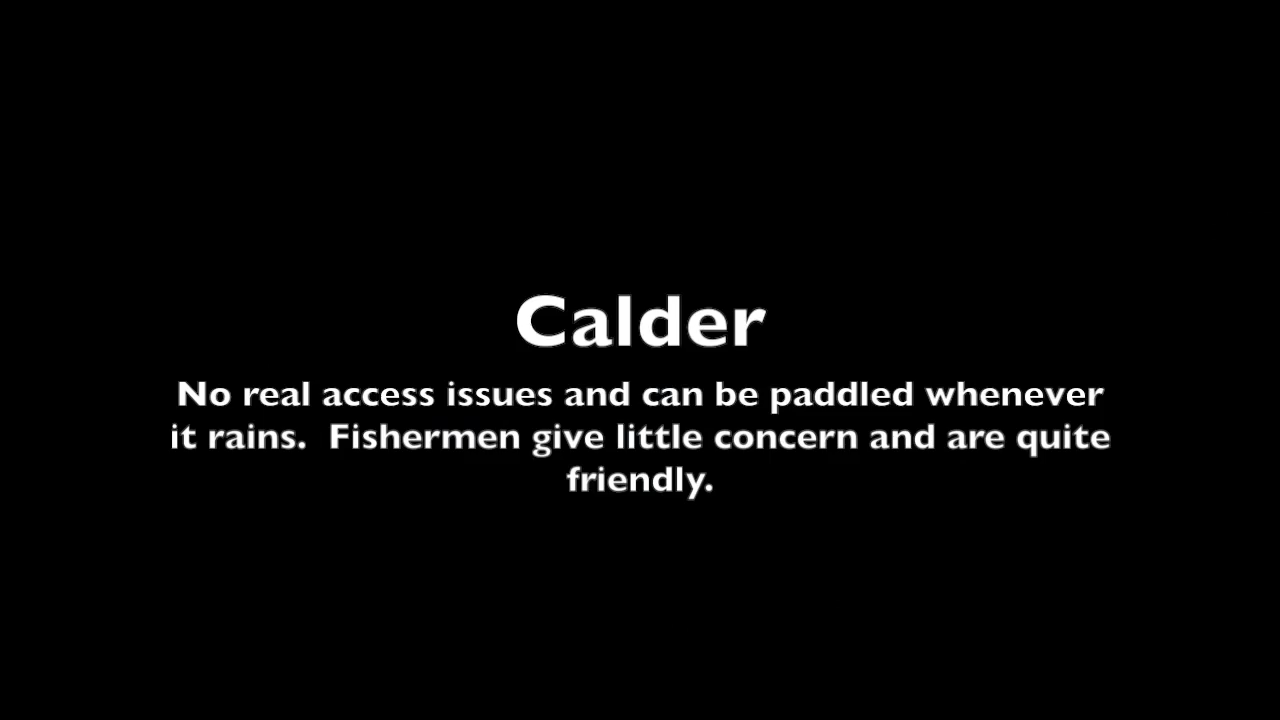 Calder
No real access issues and can be paddled whenever
it rains.  Fishermen give little concern and are quite
friendly.